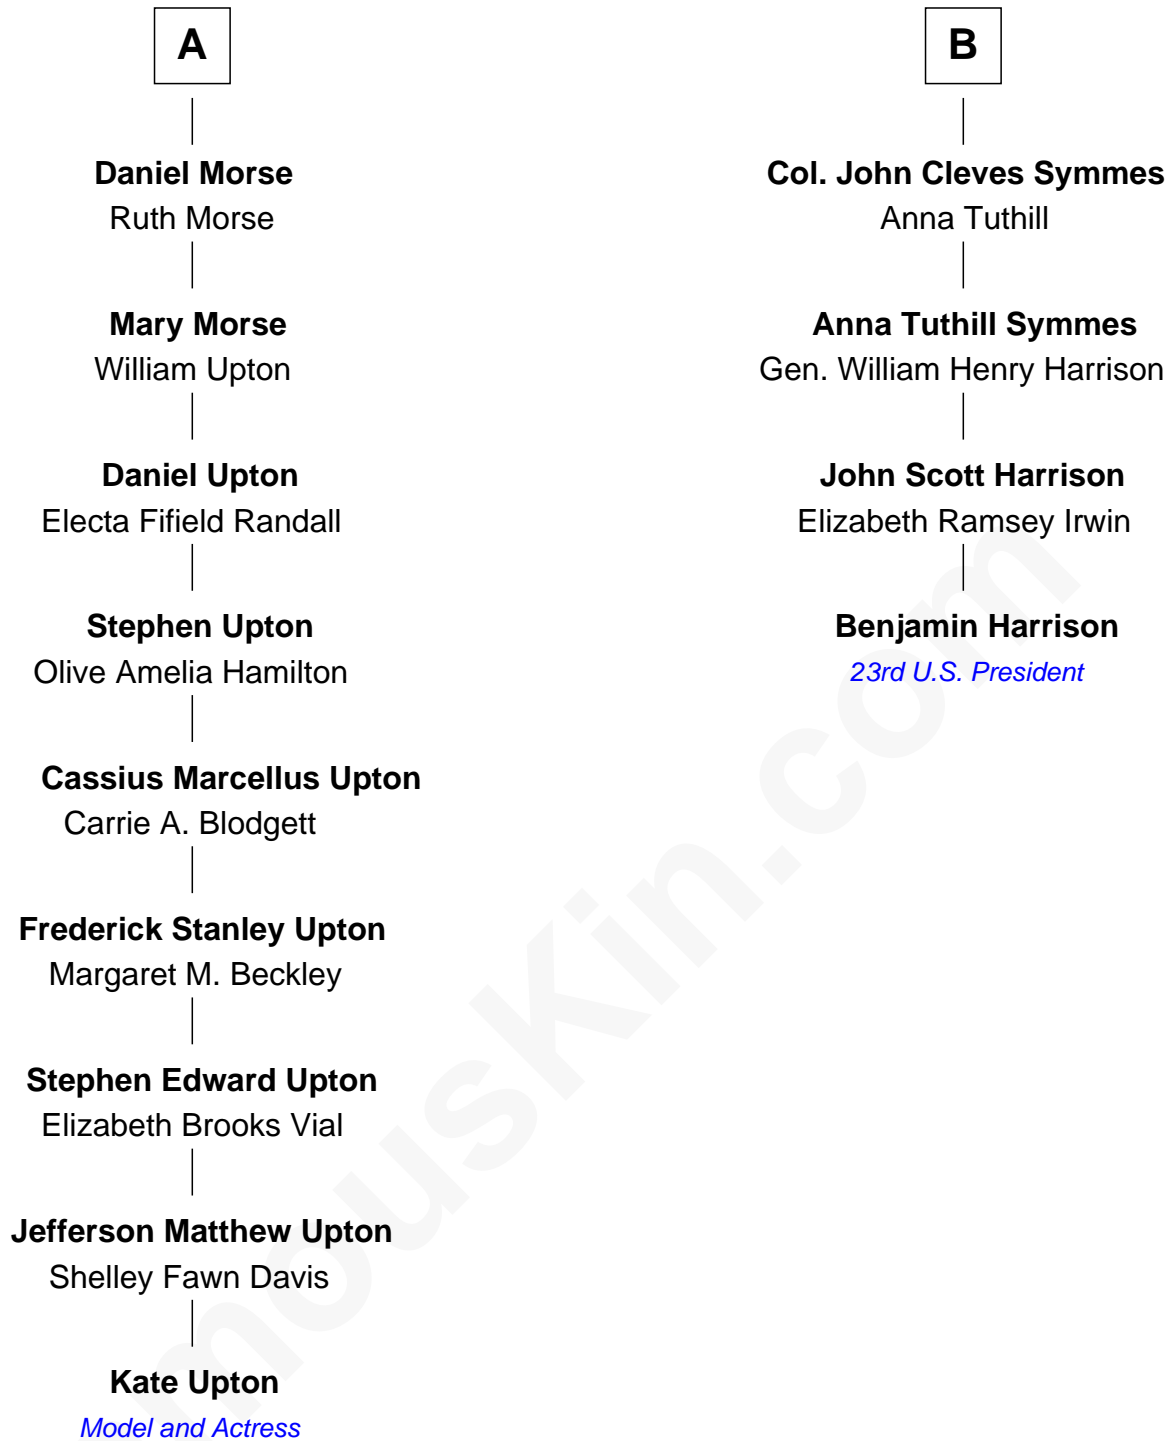 A
Daniel Morse
Ruth Morse
Mary Morse
William Upton
Daniel Upton
Electa Fifield Randall
Stephen Upton
Olive Amelia Hamilton
Cassius Marcellus Upton
Carrie A. Blodgett
Frederick Stanley Upton
Margaret M. Beckley
Stephen Edward Upton
Elizabeth Brooks Vial
Jefferson Matthew Upton
Shelley Fawn Davis
Kate Upton
Model and Actress
B
Col. John Cleves Symmes
Anna Tuthill
Anna Tuthill Symmes
Gen. William Henry Harrison
John Scott Harrison
Elizabeth Ramsey Irwin
Benjamin Harrison
23rd U.S. President
mousKin.com